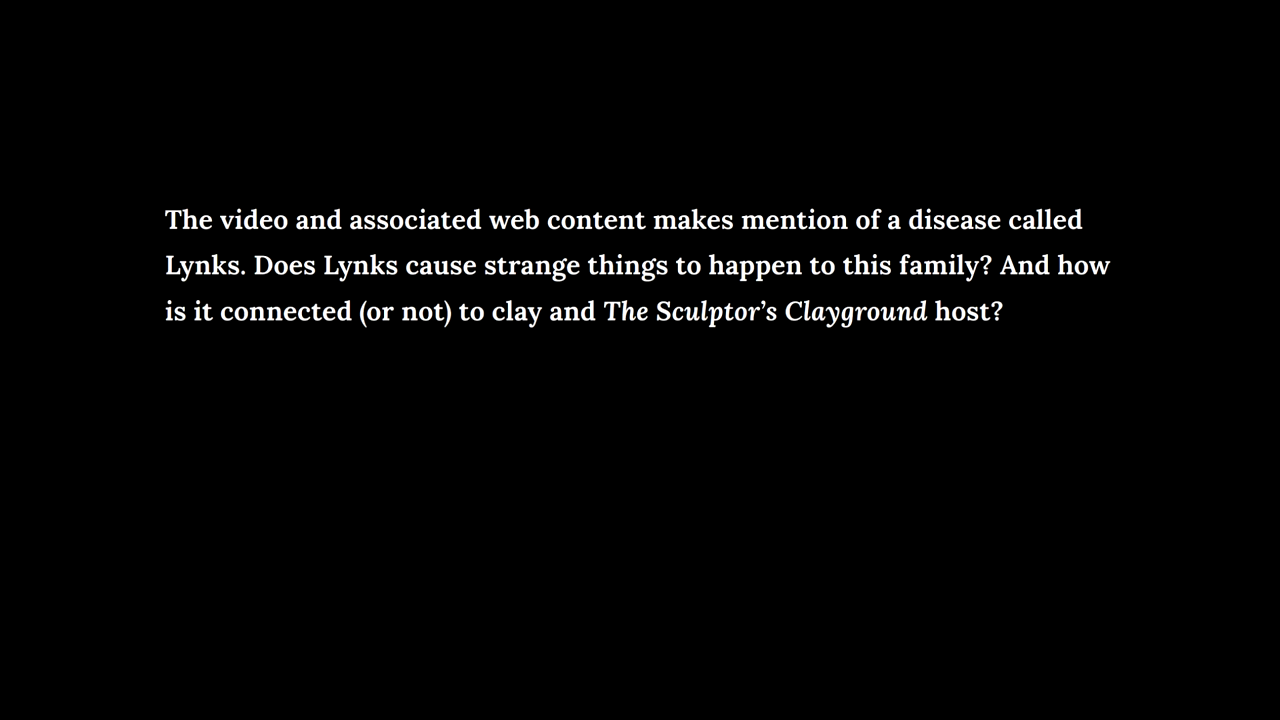 The video and associated web content makes mention of a disease called
Lynks. Does Lynks cause strange things to happen to this family? And how
is it connected (or not) to clay and The Sculptor’s Clayground host?